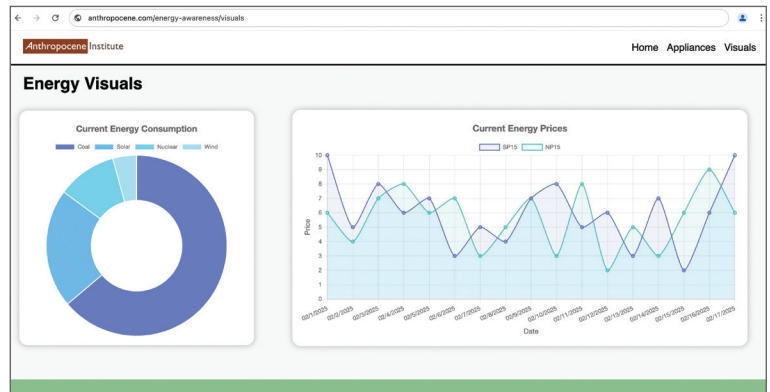 anthropocene.com/energy-awareness/visuals
Anthropocene Institute
Home Appliances Visuals
Energy Visuals
Current Energy Consumption
Coal Solar Nuclear Wind
Current Energy Prices
SP15 NP15
10
9
8
7
6
5
4
3
2
1
0
Price
02/1/2025 02/2/2025 02/3/2025 02/4/2025 02/5/2025 02/6/2025 02/7/2025 02/8/2025 02/9/2025 02/10/2025 02/11/2025 02/12/2025 02/13/2025 02/14/2025 02/15/2025 02/16/2025 02/17/2025
Date